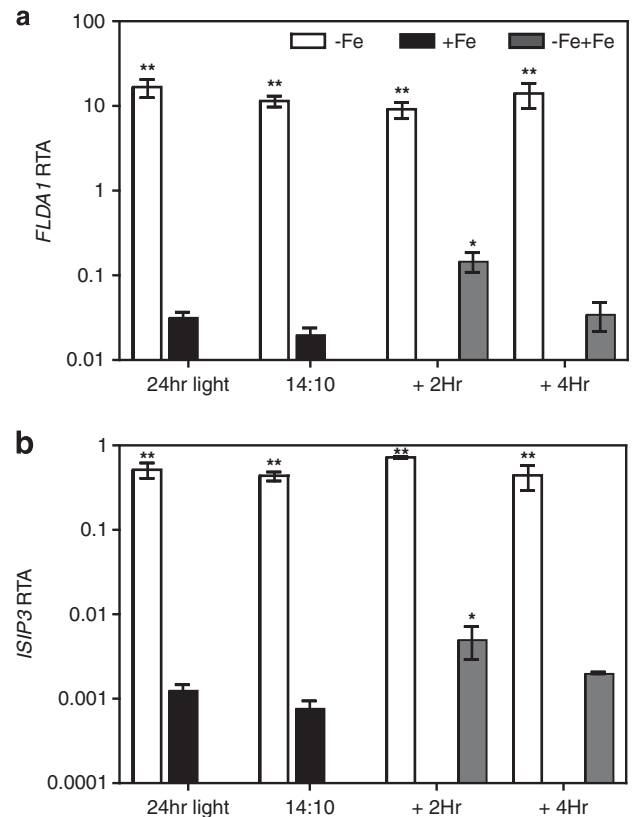 a
100
10
1
0.1
0.01
FLDA1 RTA
-Fe
+Fe
-Fe+Fe
**
**
**
*
**
24hr light
14:10
+ 2Hr
+ 4Hr
b
1
0.1
0.01
0.001
0.0001
ISIP3 RTA
**
**
**
*
**
24hr light
14:10
+ 2Hr
+ 4Hr